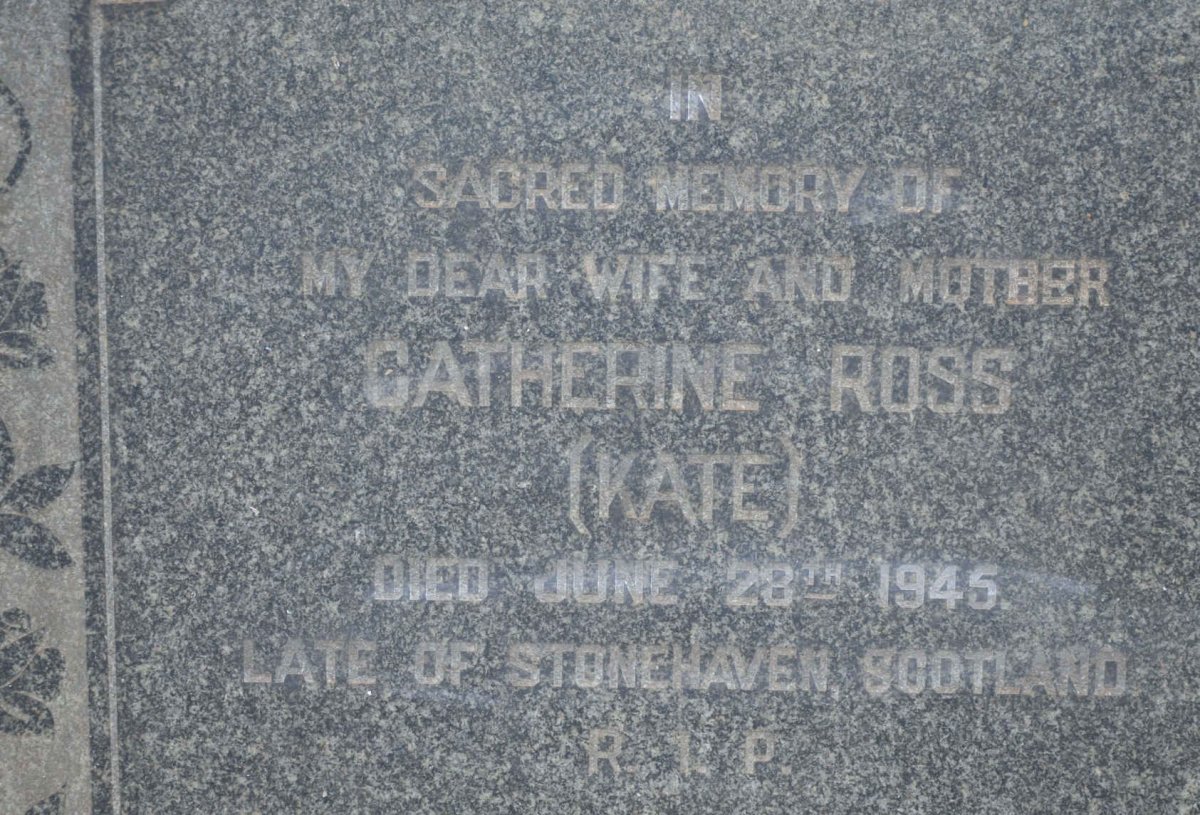 IN
SACRED MEMORY OF
MY DEAR WIFE AND MOTHER
CATHERINE ROSS
(KATE)
DIED JUNE 28TH 1945.
LATE OF STONEHAVEN, SCOTLAND.
R. I. P.